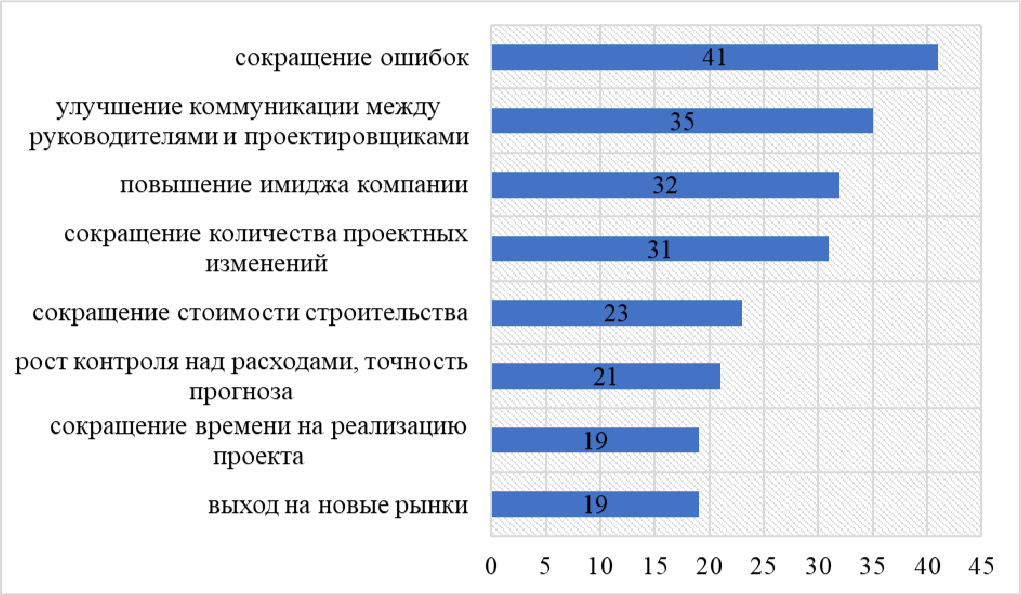 сокращение ошибок
41
улучшение коммуникации между
руководителями и проектировщиками
35
повышение имиджа компании
32
сокращение количества проектных
изменений
31
сокращение стоимости строительства
23
рост контроля над расходами, точность
прогноза
21
сокращение времени на реализацию
проекта
19
выход на новые рынки
19
0 5 10 15 20 25 30 35 40 45